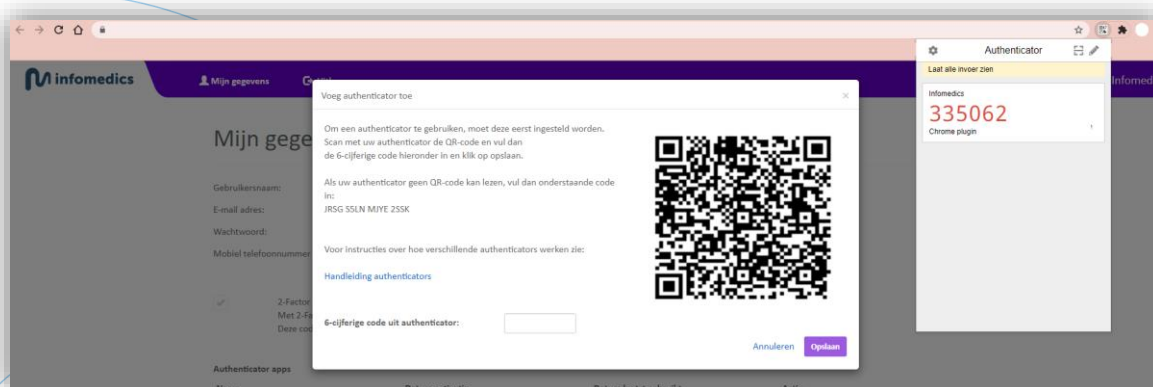 Authenticator
Laat alle invoer zien
infomedics
Mijn gegevens
Infomed
Infomedics
335062
Chrome plugin
Voeg authenticator toe
Mijn gege
Om een authenticator te gebruiken, moet deze eerst ingesteld worden.
Scan met uw authenticator de QR-code en vul dan
de 6-cijferige code hieronder in en klik op opslaan.
Als uw authenticator geen QR-code kan lezen, vul dan onderstaande code
in:
JRSG 55LN MJYE 2SSK
Gebruikersnaam:
E-mail adres:
Wachtwoord:
Mobiel telefoonnummer
Voor instructies over hoe verschillende authenticators werken zie:
Handleiding authenticators
2-Factor
Met 2-Fa
Deze cod
6-cijferige code uit authenticator:
Annuleren
Opslaan
Authenticator apps